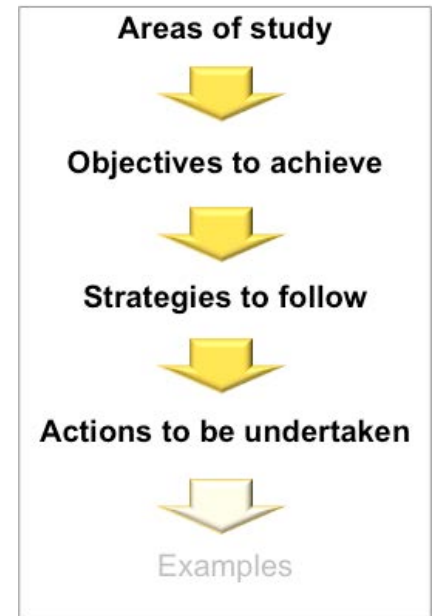 Areas of study
Objectives to achieve
Strategies to follow
Actions to be undertaken
Examples